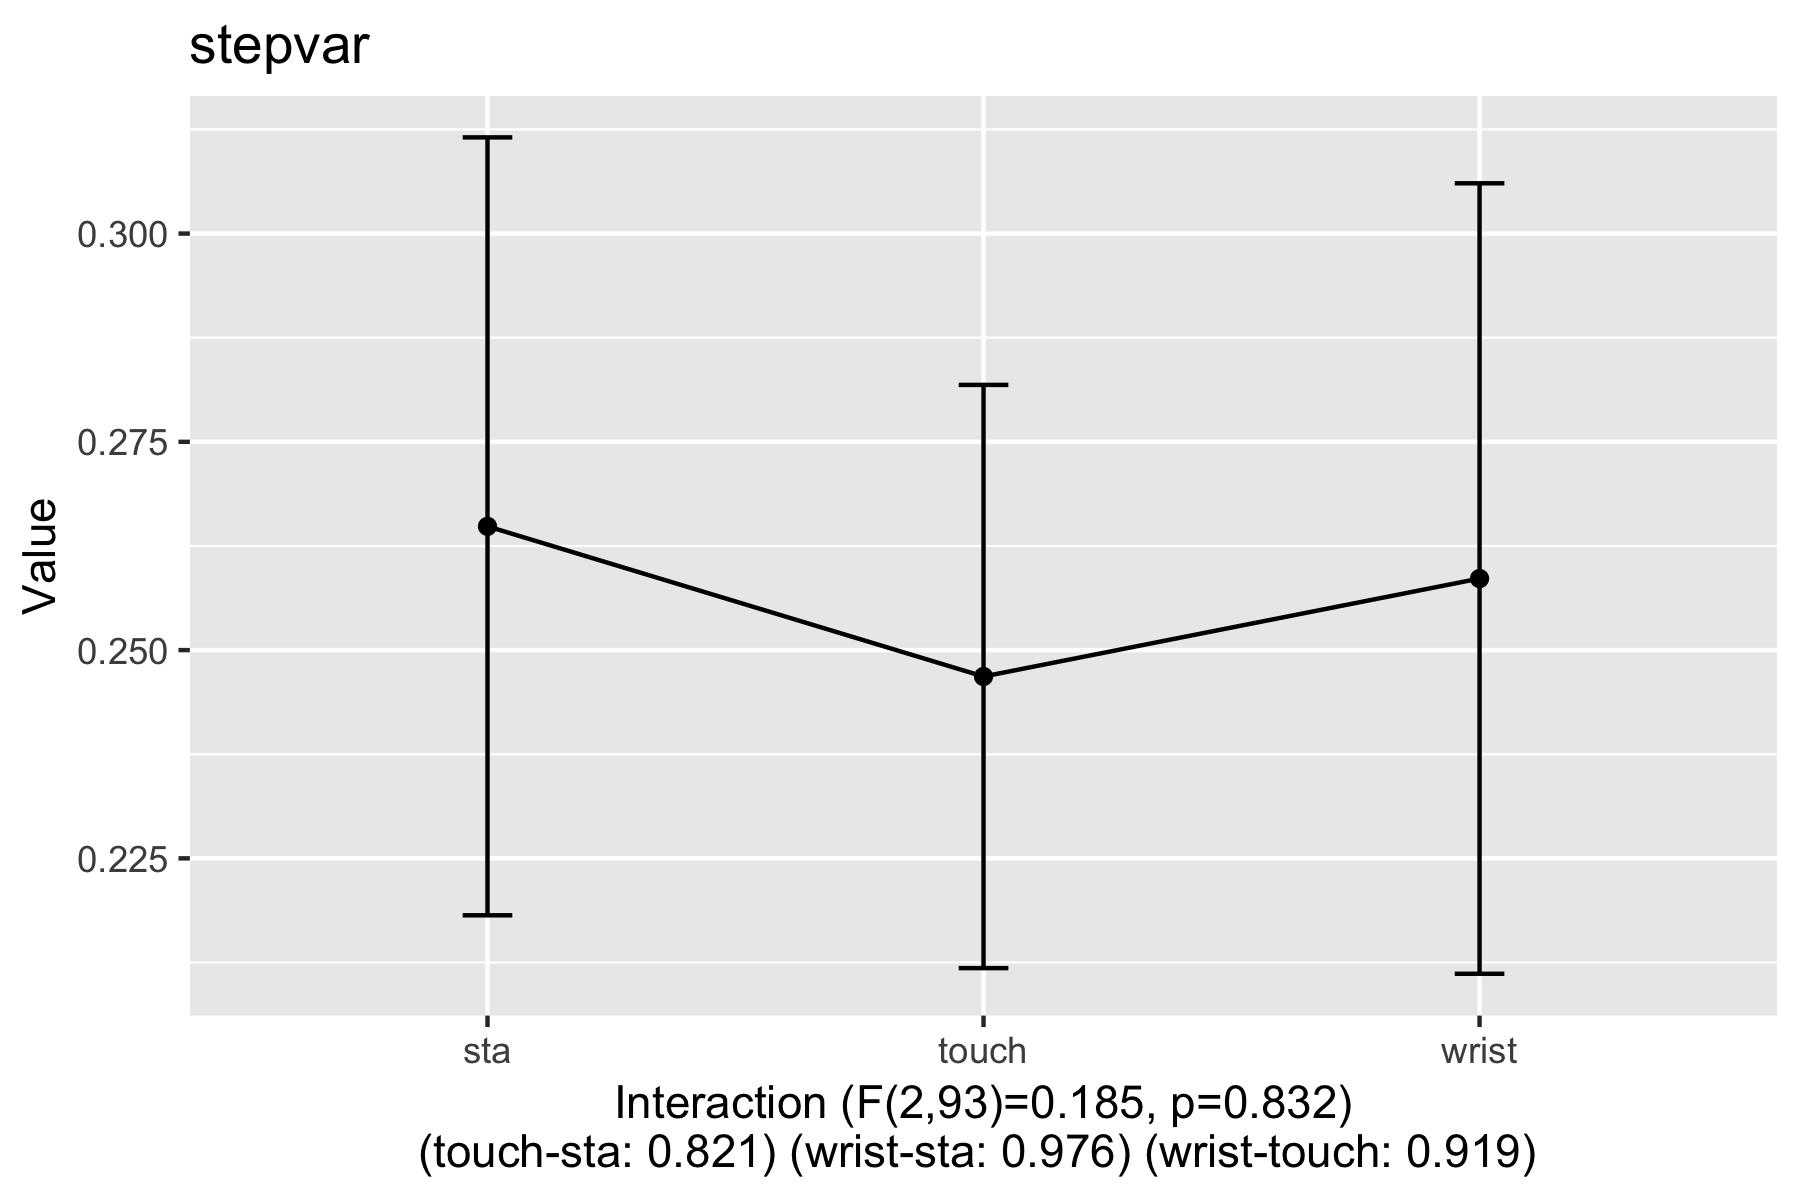 stepvar
Value
0.300
0.275
0.250
0.225
sta touch wrist
Interaction (F(2,93)=0.185, p=0.832)
(touch-sta: 0.821) (wrist-sta: 0.976) (wrist-touch: 0.919)